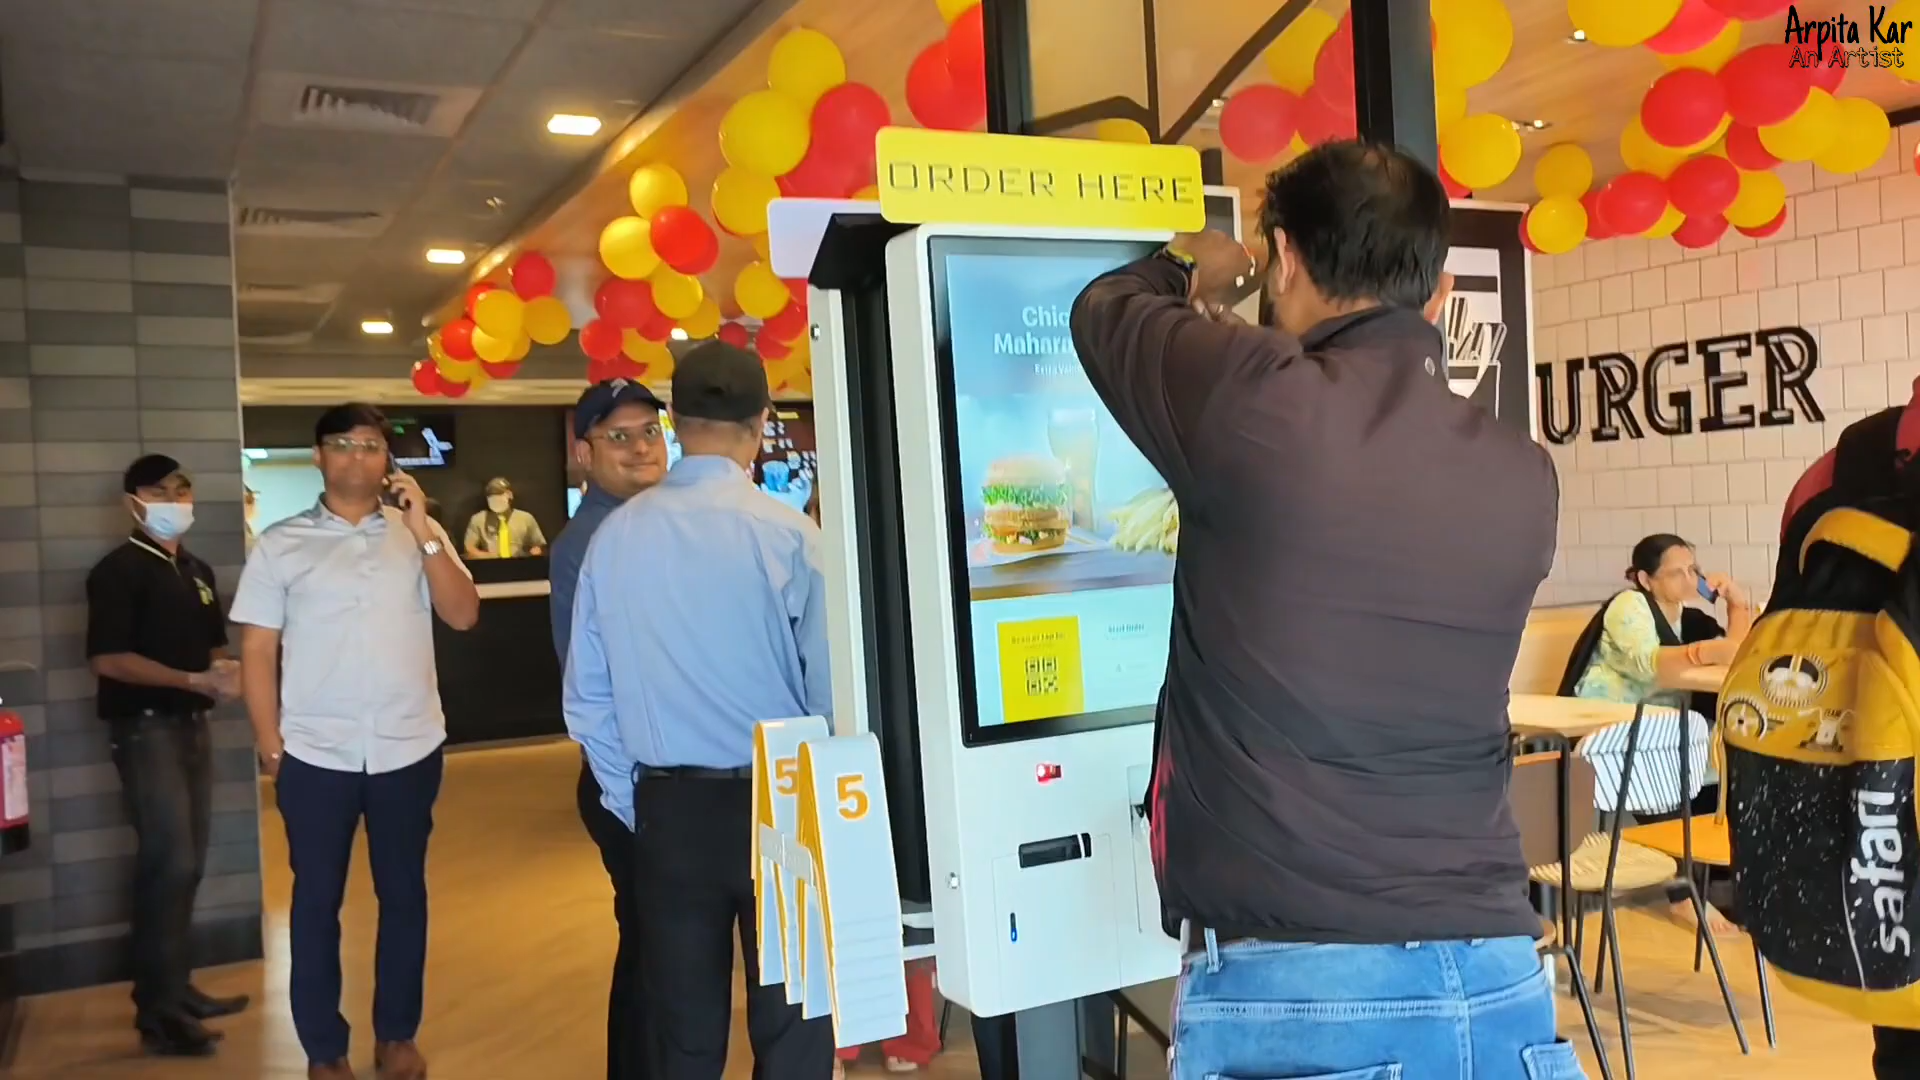 Arpita Kar
An Artist
ORDER HERE
Chic
Mahara
5
5
URGER
safari